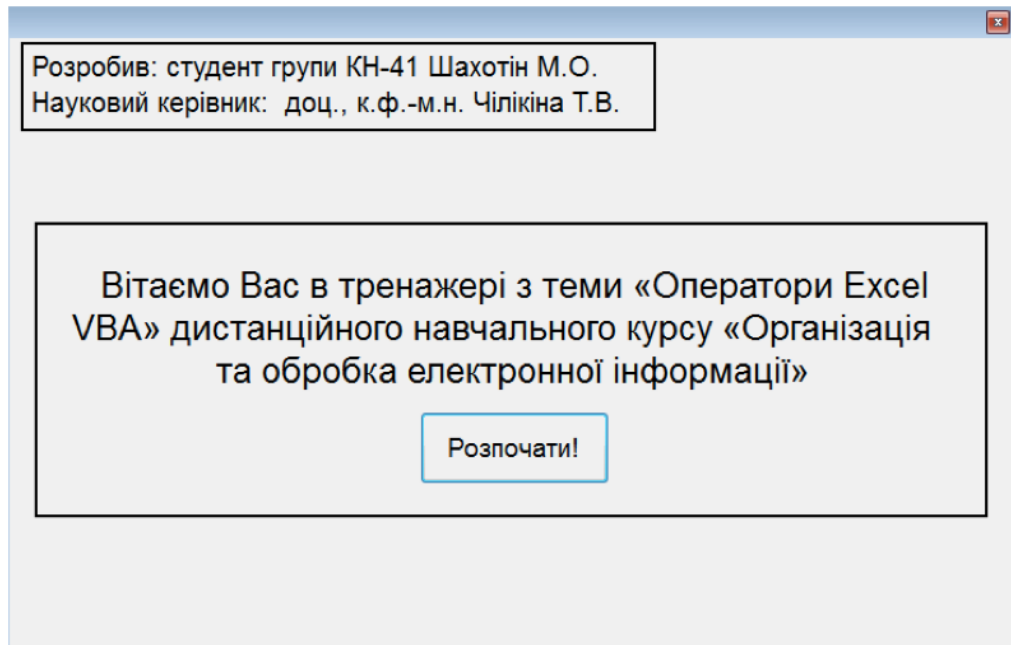 Розробив: студент групи КН-41 Шахотін М.О.
Науковий керівник:  доц., к.ф.-м.н. Чілікіна Т.В.
Вітаємо Вас в тренажері з теми «Оператори Excel
VBA» дистанційного навчального курсу «Організація
та обробка електронної інформації»
Розпочати!